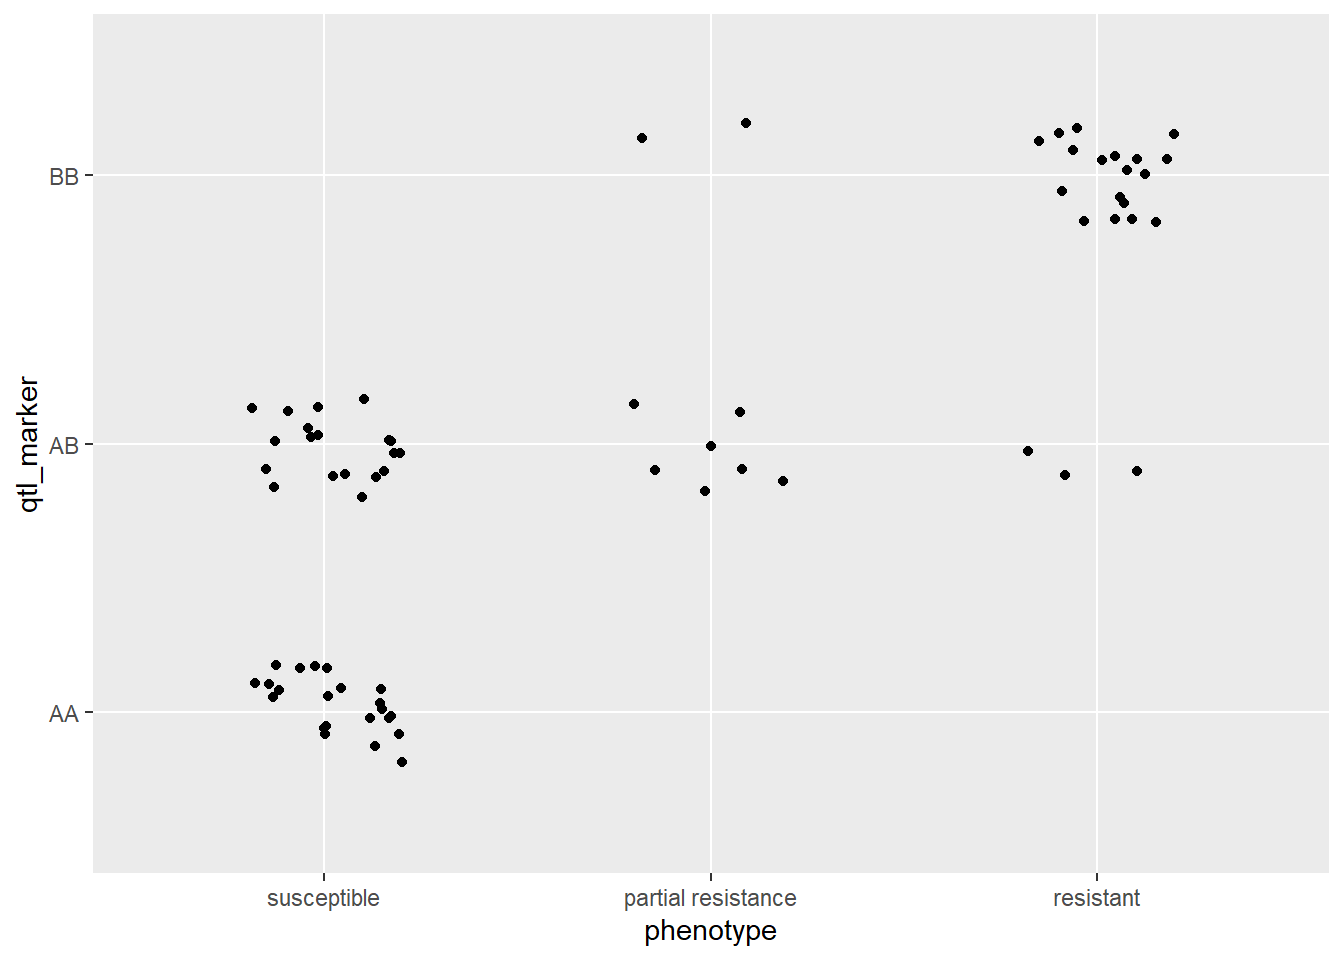 qtl_marker
BB
AB
AA
susceptible
partial resistance
resistant
phenotype